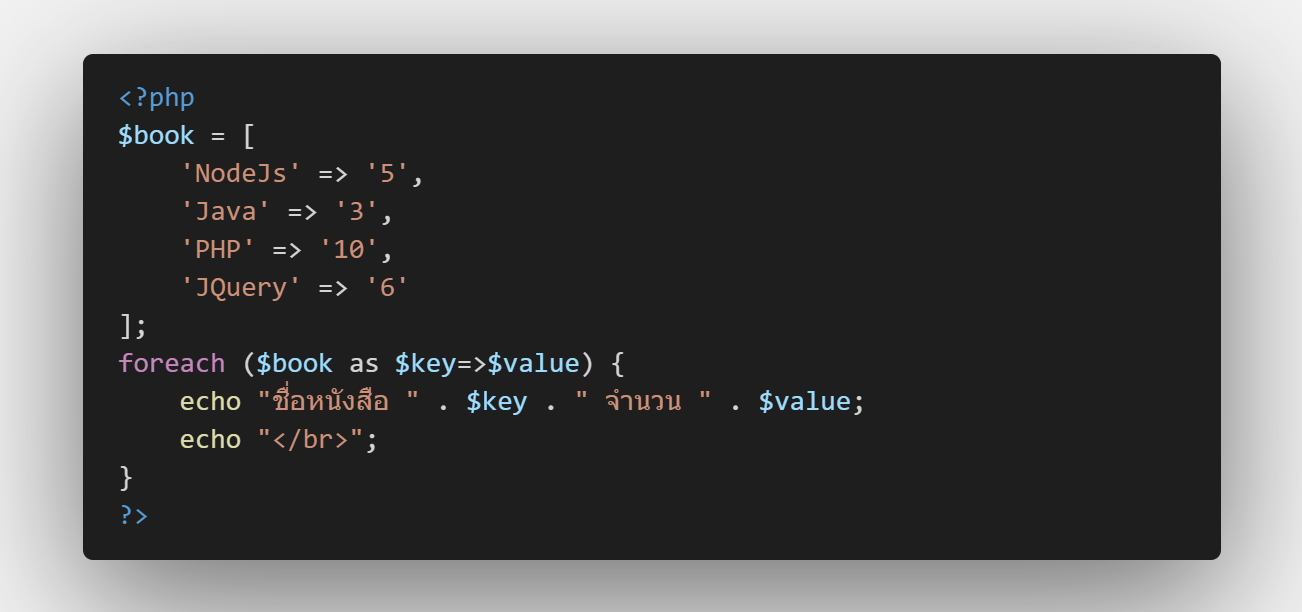 <?php
$book = [
    'NodeJs' => '5',
    'Java' => '3',
    'PHP' => '10',
    'JQuery' => '6'
];
foreach ($book as $key=>$value) {
    echo "ชื่อหนังสือ " . $key . " จำนวน " . $value;
    echo "</br>";
}
?>